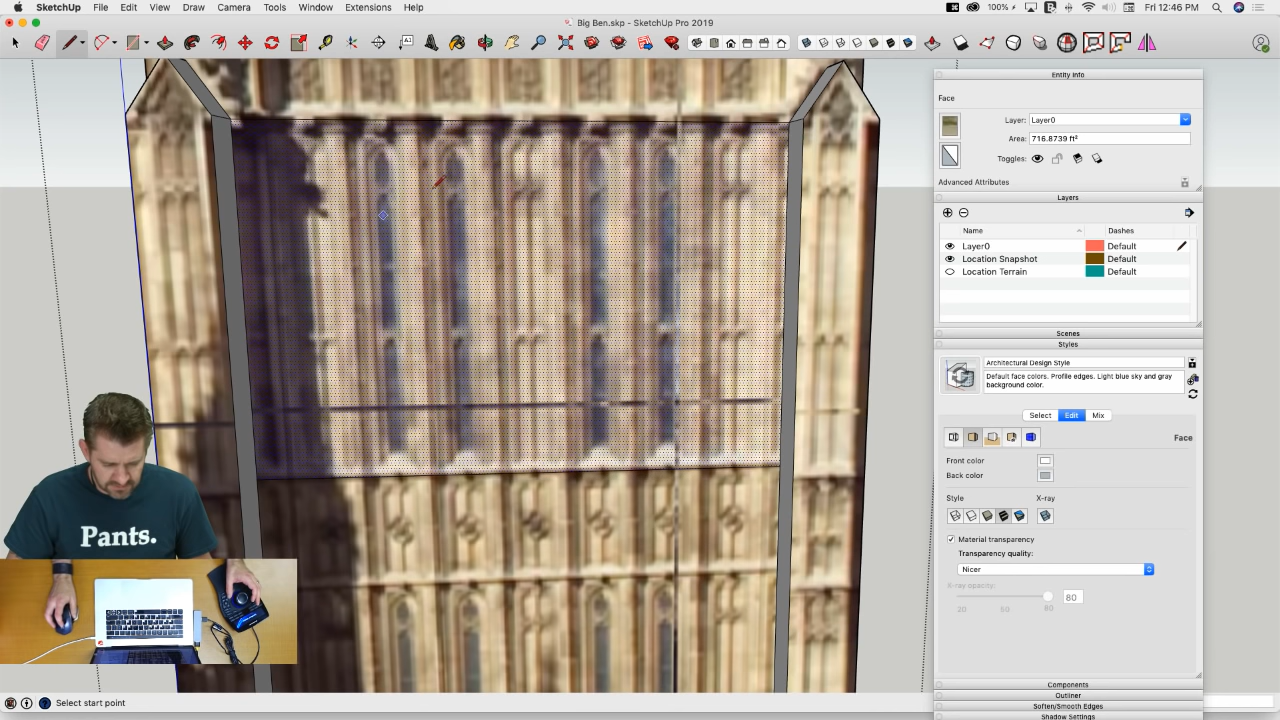 SketchUp File Edit View Draw Camera Tools Window Extensions Help
100% Fri 12:46 PM
Big Ben.skp - SketchUp Pro 2019
Entity Info
Face
Layer: Layer0
Area: 716.8739 ft²
Toggles:
Advanced Attributes
Layers
Name Dashes
Layer0 Default
Location Snapshot Default
Location Terrain Default
Scenes
Styles
Architectural Design Style
Default face colors. Profile edges. Light blue sky and gray
background color.
Select Edit Mix
Face
Front color
Back color
Style X-ray
Material transparency
Transparency quality:
Nicer
X-ray opacity:
80
20 50 80
Components
Outliner
Soften/Smooth Edges
Shadow Settings
Pants.
Select start point